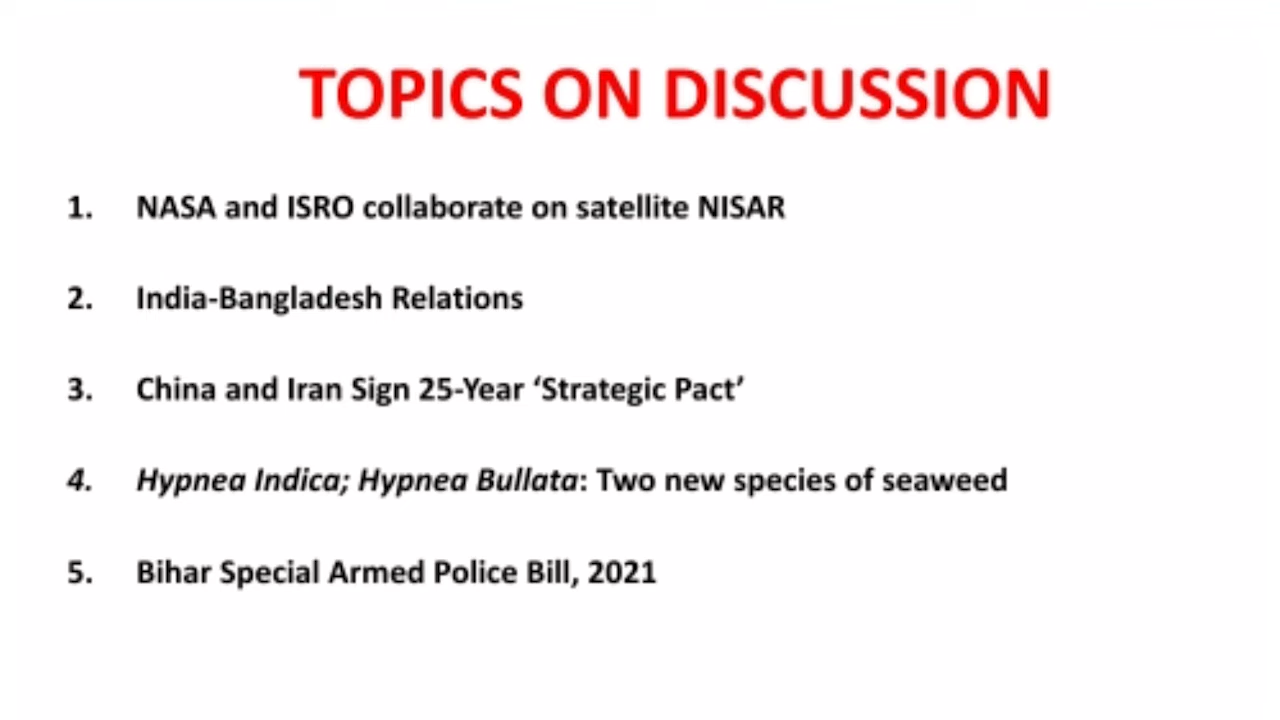 TOPICS ON DISCUSSION
1. NASA and ISRO collaborate on satellite NISAR
2. India-Bangladesh Relations
3. China and Iran Sign 25-Year ‘Strategic Pact’
4. Hypnea Indica; Hypnea Bullata: Two new species of seaweed
5. Bihar Special Armed Police Bill, 2021